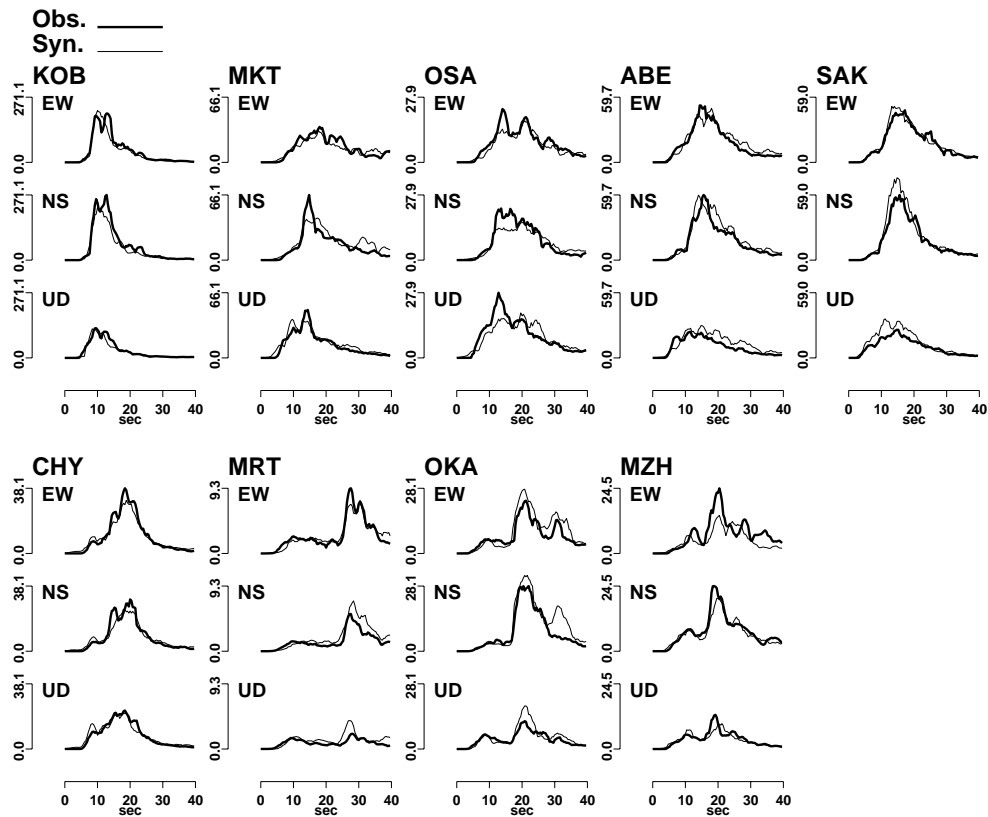 Obs.
Syn.
KOB MKT OSA ABE SAK
271.1 EW 66.1 EW 27.9 EW 59.7 EW 59.0 EW
0.0 0.0 0.0 0.0 0.0
271.1 NS 66.1 NS 27.9 NS 59.7 NS 59.0 NS
0.0 0.0 0.0 0.0 0.0
271.1 UD 66.1 UD 27.9 UD 59.7 UD 59.0 UD
0.0 0.0 0.0 0.0 0.0
0 10 20 30 40 0 10 20 30 40 0 10 20 30 40 0 10 20 30 40 0 10 20 30 40
sec sec sec sec sec
CHY MRT OKA MZH
38.1 EW 9.3 EW 28.1 EW 24.5 EW
0.0 0.0 0.0 0.0
38.1 NS 9.3 NS 28.1 NS 24.5 NS
0.0 0.0 0.0 0.0
38.1 UD 9.3 UD 28.1 UD 24.5 UD
0.0 0.0 0.0 0.0
0 10 20 30 40 0 10 20 30 40 0 10 20 30 40 0 10 20 30 40
sec sec sec sec